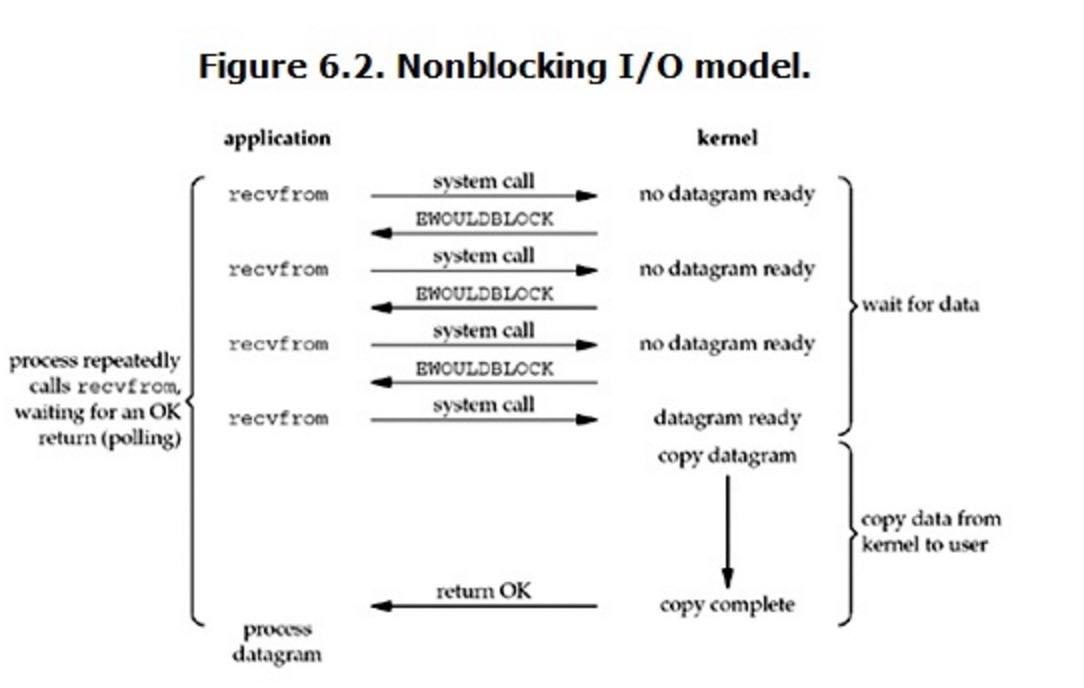 Figure 6.2. Nonblocking I/O model.
application
kernel
recvfrom
system call
no datagram ready
EWOULDBLOCK
recvfrom
system call
no datagram ready
EWOULDBLOCK
recvfrom
system call
no datagram ready
EWOULDBLOCK
recvfrom
system call
datagram ready
wait for data
process repeatedly
calls recvfrom,
waiting for an OK
return (polling)
copy datagram
copy data from
kernel to user
return OK
copy complete
process
datagram